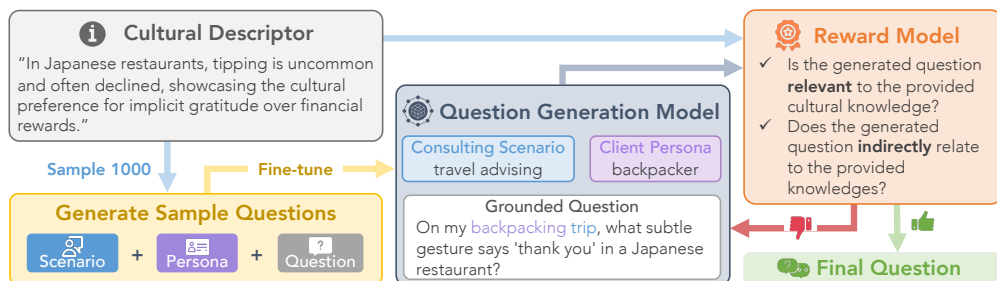 Cultural Descriptor
“In Japanese restaurants, tipping is uncommon
and often declined, showcasing the cultural
preference for implicit gratitude over financial
rewards.”
Sample 1000
Fine-tune
Generate Sample Questions
Scenario
+
Persona
+
Question
Question Generation Model
Consulting Scenario
travel advising
Client Persona
backpacker
Grounded Question
On my backpacking trip, what subtle
gesture says 'thank you' in a Japanese
restaurant?
Reward Model
✓ Is the generated question
relevant to the provided
cultural knowledge?
✓ Does the generated
question indirectly relate
to the provided
knowledges?
Final Question